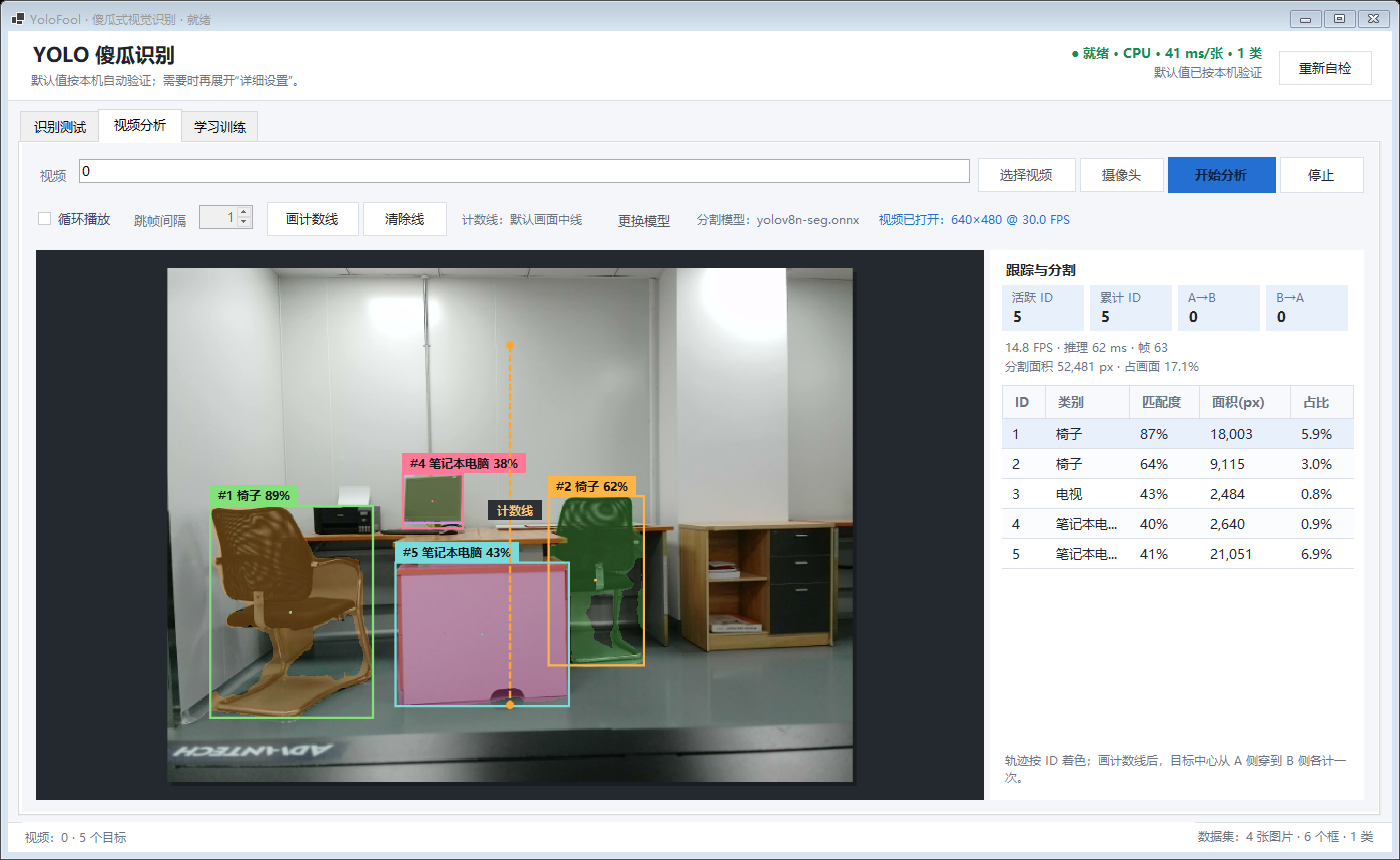 YoloFool · 傻瓜式视觉识别 · 就绪
YOLO 傻瓜识别
默认值按本机自动验证；需要时再展开“详细设置”。
● 就绪 • CPU • 41 ms/张 • 1 类
默认值已按本机验证
重新自检
识别测试 视频分析 学习训练
视频 0 选择视频 摄像头 开始分析 停止
循环播放 跳帧间隔 1 画计数线 清除线 计数线：默认画面中线 更换模型 分割模型：yolov8n-seg.onnx 视频已打开：640×480 @ 30.0 FPS
#4 笔记本电脑 38%
#2 椅子 62%
#1 椅子 89%
计数线
#5 笔记本电脑 43%
ADVANTECH
跟踪与分割
活跃 ID 累计 ID A→B B→A
5 5 0 0
14.8 FPS · 推理 62 ms · 帧 63
分割面积 52,481 px · 占画面 17.1%
ID 类别 匹配度 面积(px) 占比
1 椅子 87% 18,003 5.9%
2 椅子 64% 9,115 3.0%
3 电视 43% 2,484 0.8%
4 笔记本电... 40% 2,640 0.9%
5 笔记本电... 41% 21,051 6.9%
轨迹按 ID 着色；画计数线后，目标中心从 A 侧穿到 B 侧各计一
次。
视频：0 · 5 个目标
数据集：4 张图片 · 6 个框 · 1 类